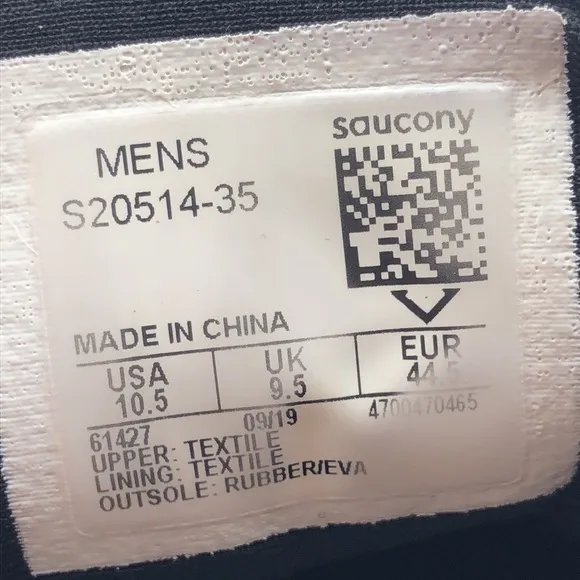 saucony
MENS
S20514-35
MADE IN CHINA
USA UK EUR
10.5 9.5 44.5
61427 09/19 4700470465
UPPER: TEXTILE
LINING: TEXTILE
OUTSOLE: RUBBER/EVA